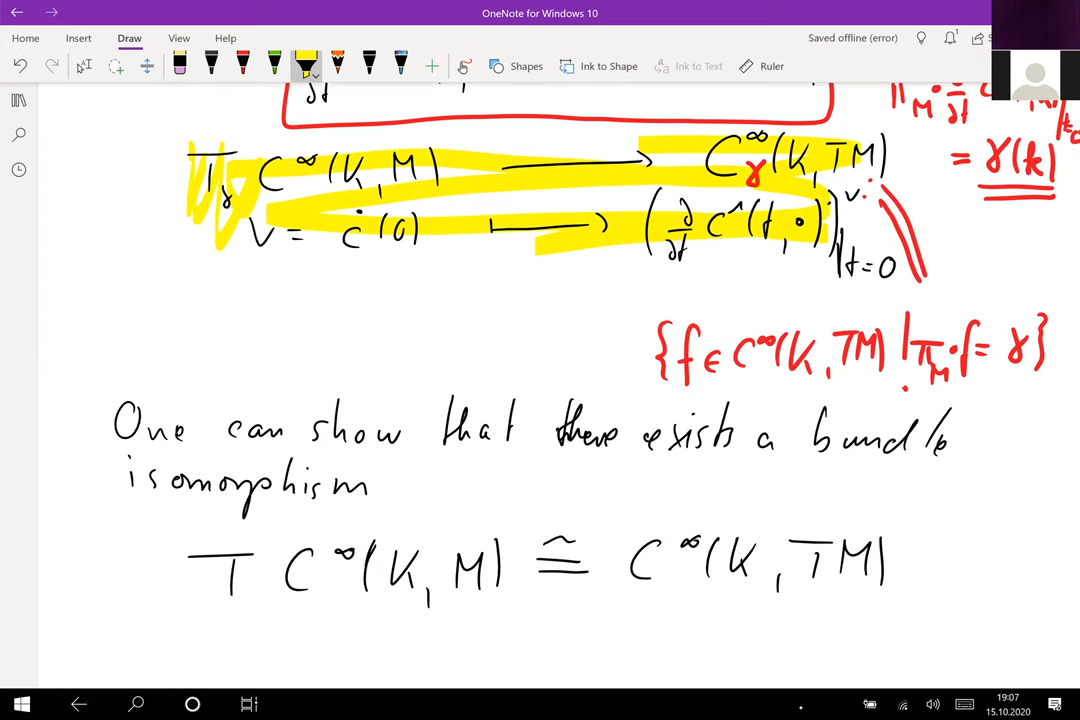 OneNote for Windows 10
Home Insert Draw View Help Saved offline (error)
Shapes Ink to Shape Ink to Text Ruler
= γ(k)
T_γ C^∞(K, M) ⟶ C^∞_γ(K, TM)
v = ċ(0) ⟼ (∂/∂t c^∧(t, •))|_{t=0}
{f ∈ C^∞(K, TM) | π_M ∘ f = γ}
One can show that there exists a bundle
isomorphism
T C^∞(K, M) ≅ C^∞(K, TM)
19:07
15.10.2020